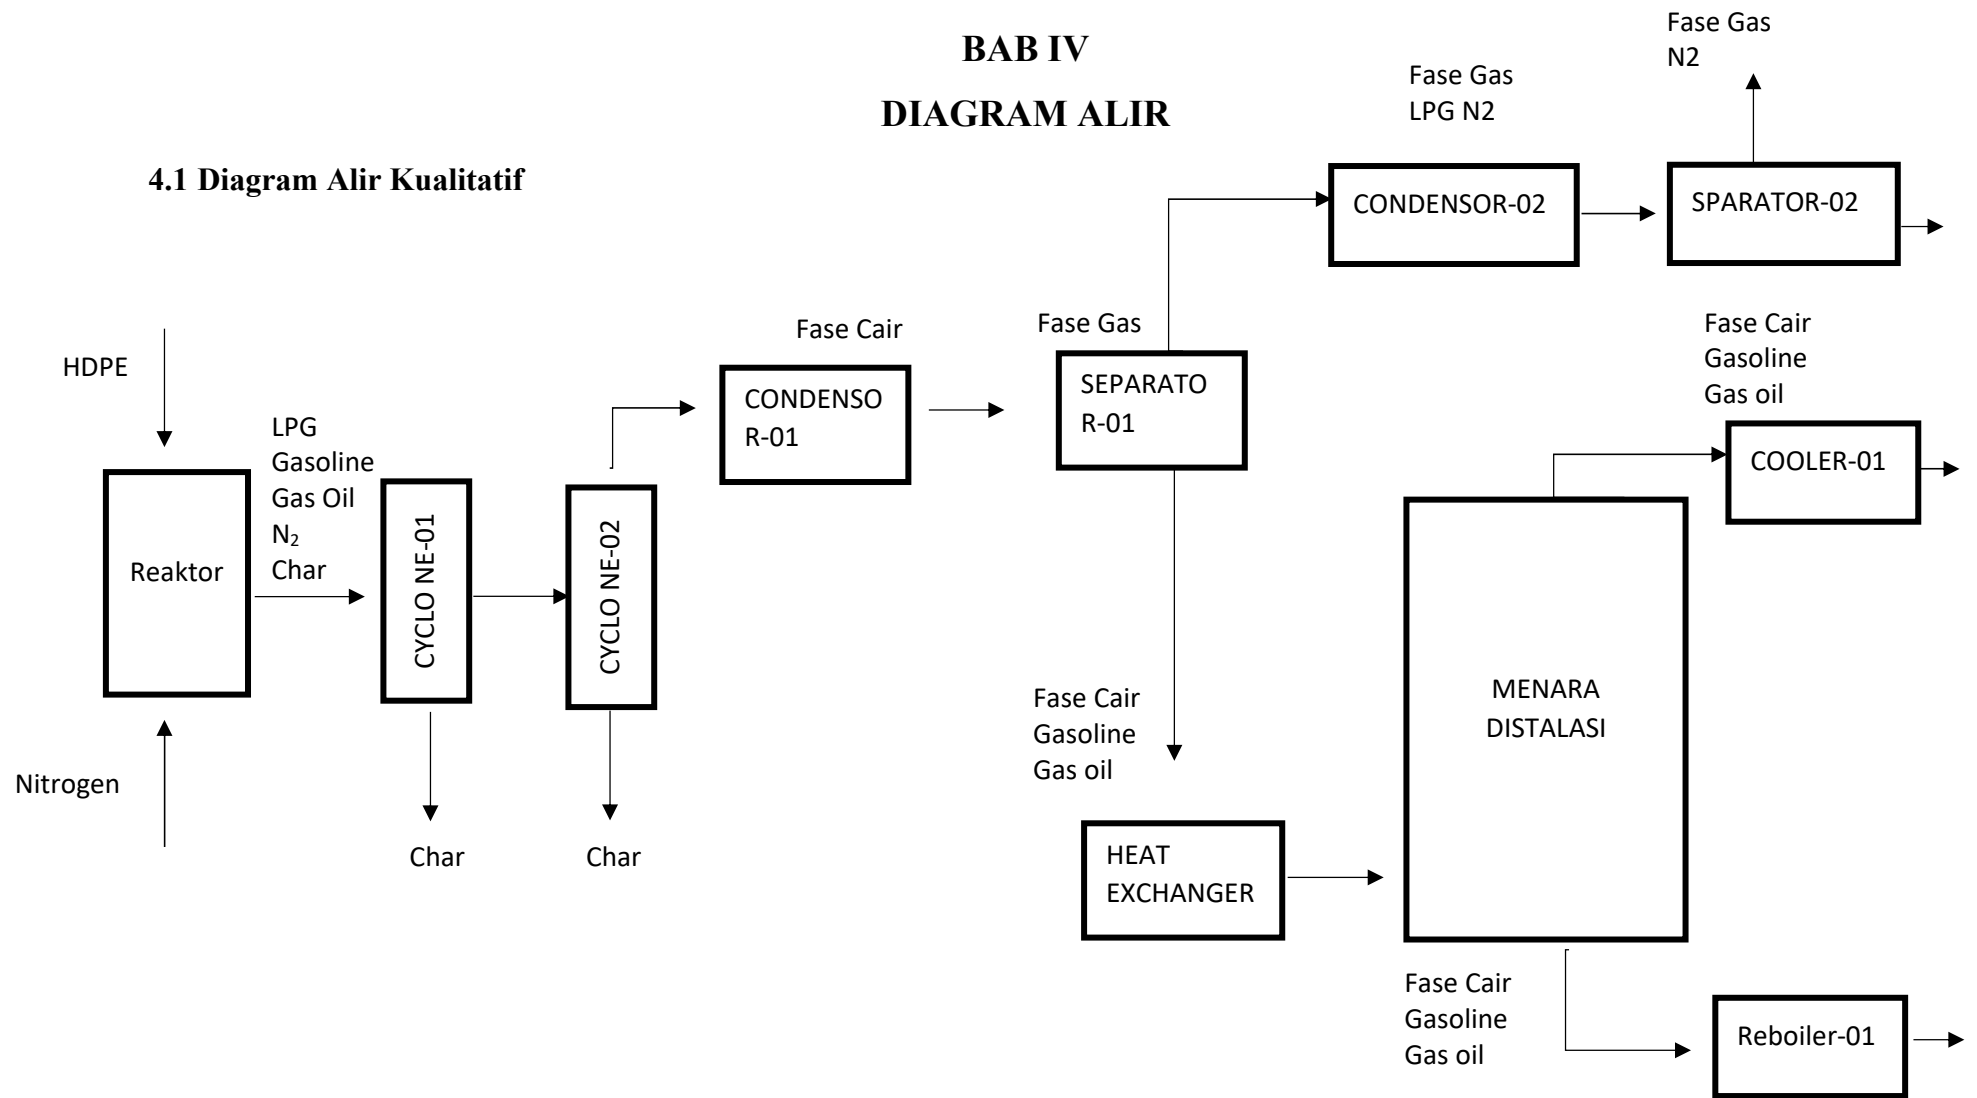 BAB IV
DIAGRAM ALIR
4.1 Diagram Alir Kualitatif
Fase Gas
N2
Fase Gas
LPG N2
CONDENSOR-02
SPARATOR-02
HDPE
Fase Cair
Fase Gas
Fase Cair
Gasoline
Gas oil
LPG
Gasoline
Gas Oil
N₂
Char
CONDENSO
R-01
SEPARATO
R-01
COOLER-01
Reaktor
CYCLO NE-01
CYCLO NE-02
Nitrogen
Char
Char
Fase Cair
Gasoline
Gas oil
MENARA
DISTALASI
HEAT
EXCHANGER
Fase Cair
Gasoline
Gas oil
Reboiler-01